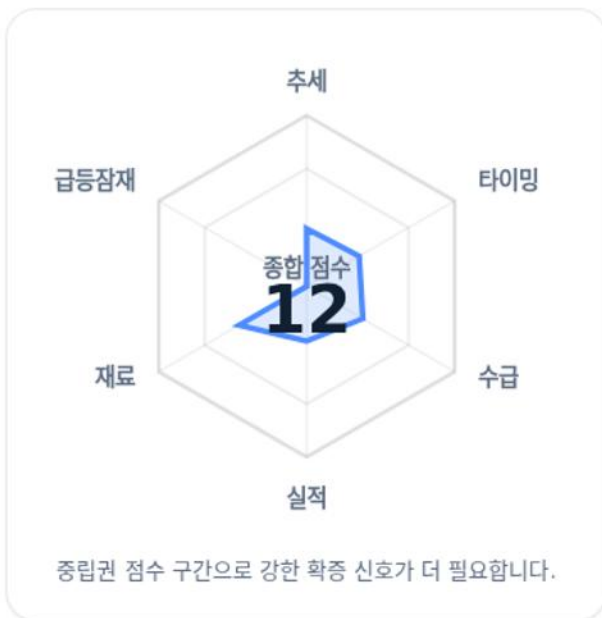 추세
급등잠재
타이밍
종합 점수
12
재료
수급
실적
중립권 점수 구간으로 강한 확증 신호가 더 필요합니다.